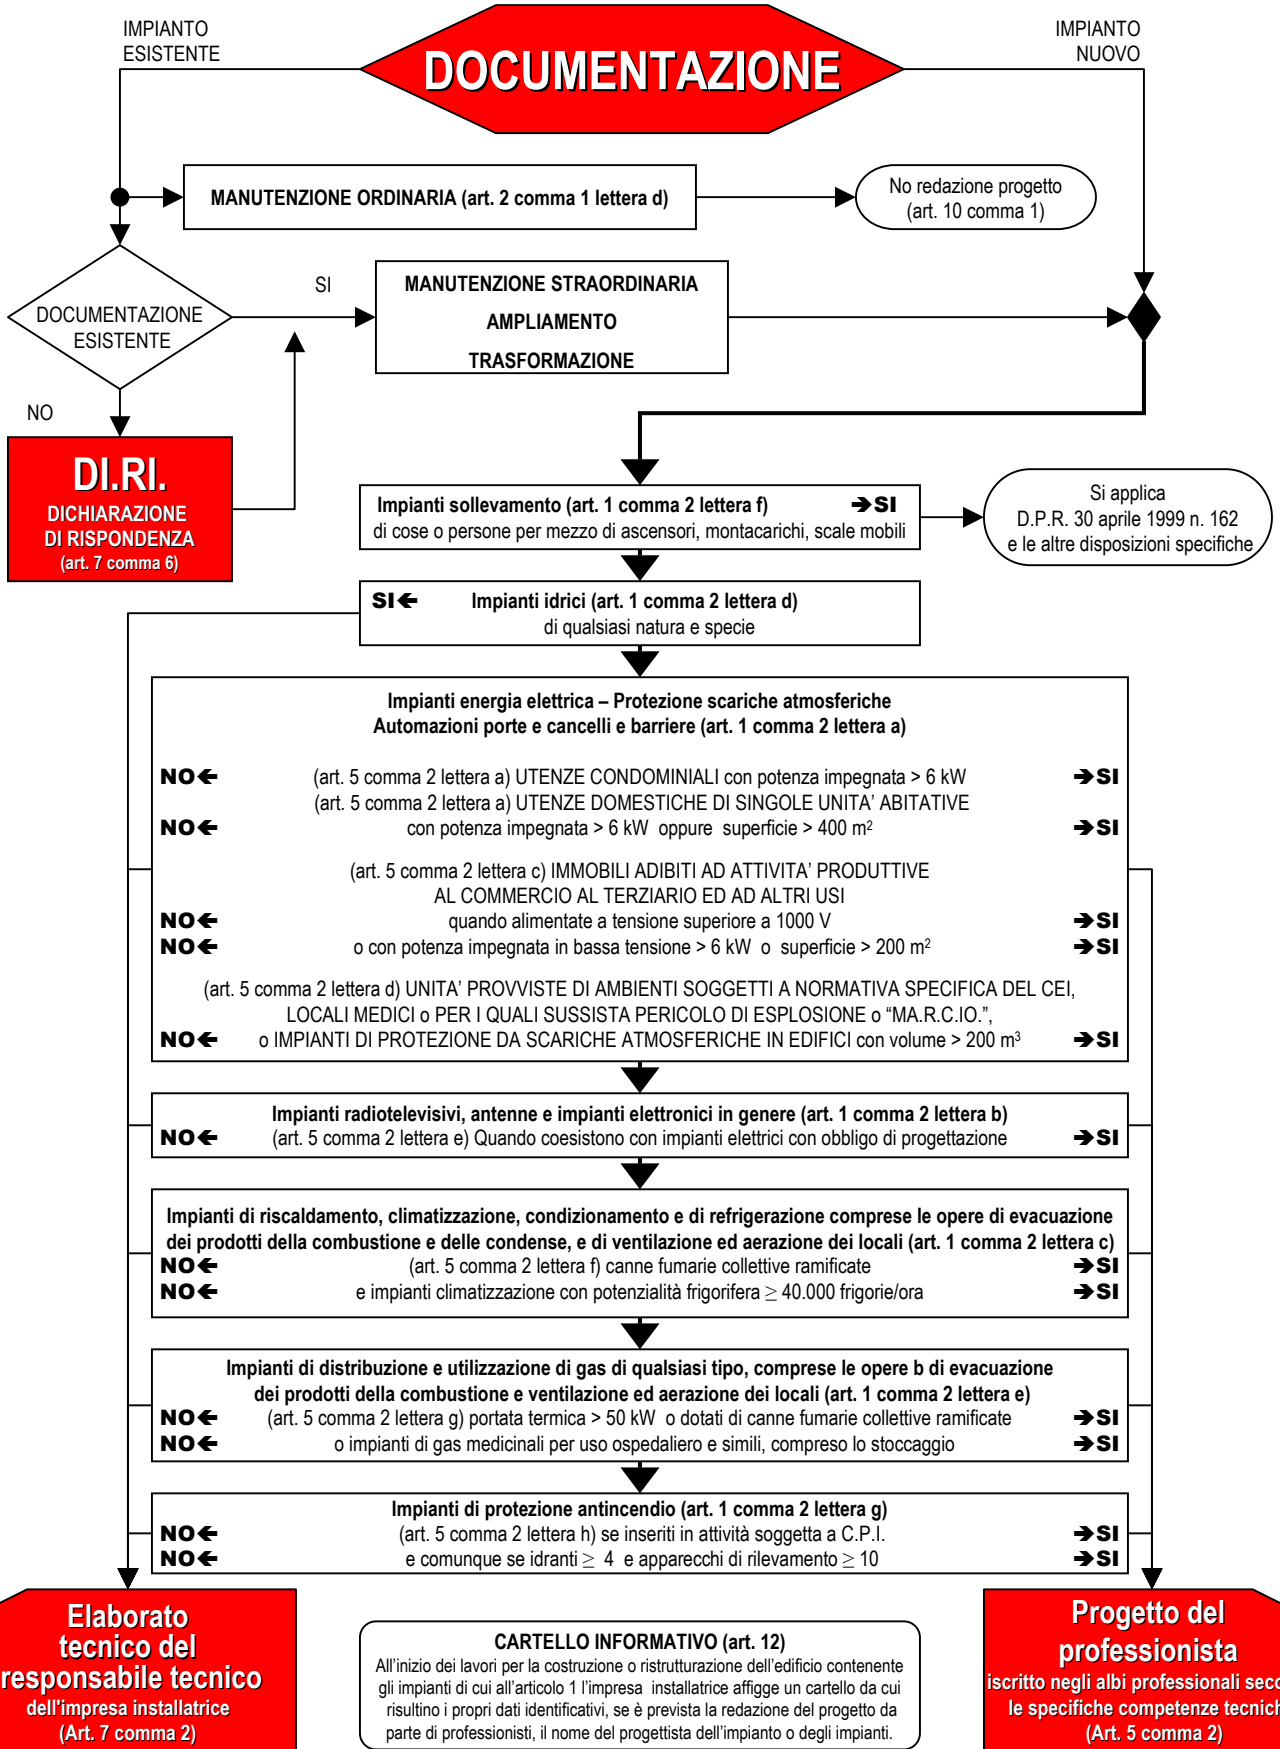 IMPIANTO
ESISTENTE
DOCUMENTAZIONE
IMPIANTO
NUOVO
MANUTENZIONE ORDINARIA (art. 2 comma 1 lettera d)
No redazione progetto
(art. 10 comma 1)
DOCUMENTAZIONE
ESISTENTE
SI
MANUTENZIONE STRAORDINARIA
AMPLIAMENTO
TRASFORMAZIONE
NO
DI.RI.
DICHIARAZIONE
DI RISPONDENZA
(art. 7 comma 6)
Impianti sollevamento (art. 1 comma 2 lettera f) ➔SI
di cose o persone per mezzo di ascensori, montacarichi, scale mobili
Si applica
D.P.R. 30 aprile 1999 n. 162
e le altre disposizioni specifiche
SI🡨 Impianti idrici (art. 1 comma 2 lettera d)
di qualsiasi natura e specie
Impianti energia elettrica – Protezione scariche atmosferiche
Automazioni porte e cancelli e barriere (art. 1 comma 2 lettera a)
NO🡨 (art. 5 comma 2 lettera a) UTENZE CONDOMINIALI con potenza impegnata > 6 kW ➔SI
(art. 5 comma 2 lettera a) UTENZE DOMESTICHE DI SINGOLE UNITA' ABITATIVE
NO🡨 con potenza impegnata > 6 kW oppure superficie > 400 m² ➔SI
(art. 5 comma 2 lettera c) IMMOBILI ADIBITI AD ATTIVITA' PRODUTTIVE
AL COMMERCIO AL TERZIARIO ED AD ALTRI USI
NO🡨 quando alimentate a tensione superiore a 1000 V ➔SI
NO🡨 o con potenza impegnata in bassa tensione > 6 kW o superficie > 200 m² ➔SI
(art. 5 comma 2 lettera d) UNITA' PROVVISTE DI AMBIENTI SOGGETTI A NORMATIVA SPECIFICA DEL CEI,
LOCALI MEDICI o PER I QUALI SUSSISTA PERICOLO DI ESPLOSIONE o "MA.R.C.IO.",
NO🡨 o IMPIANTI DI PROTEZIONE DA SCARICHE ATMOSFERICHE IN EDIFICI con volume > 200 m³ ➔SI
Impianti radiotelevisivi, antenne e impianti elettronici in genere (art. 1 comma 2 lettera b)
NO🡨 (art. 5 comma 2 lettera e) Quando coesistono con impianti elettrici con obbligo di progettazione ➔SI
Impianti di riscaldamento, climatizzazione, condizionamento e di refrigerazione comprese le opere di evacuazione
dei prodotti della combustione e delle condense, e di ventilazione ed aerazione dei locali (art. 1 comma 2 lettera c)
NO🡨 (art. 5 comma 2 lettera f) canne fumarie collettive ramificate ➔SI
NO🡨 e impianti climatizzazione con potenzialità frigorifera ≥ 40.000 frigorie/ora ➔SI
Impianti di distribuzione e utilizzazione di gas di qualsiasi tipo, comprese le opere b di evacuazione
dei prodotti della combustione e ventilazione ed aerazione dei locali (art. 1 comma 2 lettera e)
NO🡨 (art. 5 comma 2 lettera g) portata termica > 50 kW o dotati di canne fumarie collettive ramificate ➔SI
NO🡨 o impianti di gas medicinali per uso ospedaliero e simili, compreso lo stoccaggio ➔SI
Impianti di protezione antincendio (art. 1 comma 2 lettera g)
NO🡨 (art. 5 comma 2 lettera h) se inseriti in attività soggetta a C.P.I. ➔SI
NO🡨 e comunque se idranti ≥ 4 e apparecchi di rilevamento ≥ 10 ➔SI
Elaborato
tecnico del
responsabile tecnico
dell'impresa installatrice
(Art. 7 comma 2)
CARTELLO INFORMATIVO (art. 12)
All'inizio dei lavori per la costruzione o ristrutturazione dell'edificio contenente
gli impianti di cui all'articolo 1 l'impresa installatrice affigge un cartello da cui
risultino i propri dati identificativi, se è prevista la redazione del progetto da
parte di professionisti, il nome del progettista dell'impianto o degli impianti.
Progetto del
professionista
iscritto negli albi professionali seco
le specifiche competenze tecnich
(Art. 5 comma 2)